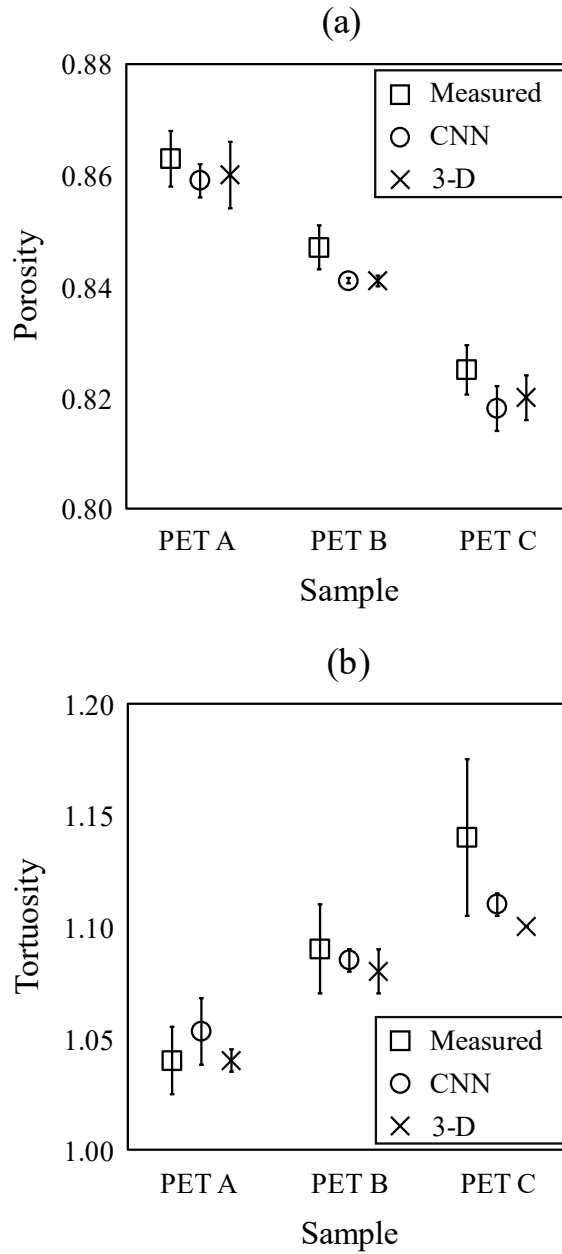 (a)
0.88
0.86
0.84
0.82
0.80
Porosity
Measured
CNN
3-D
PET A PET B PET C
Sample
(b)
1.20
1.15
1.10
1.05
1.00
Tortuosity
Measured
CNN
3-D
PET A PET B PET C
Sample